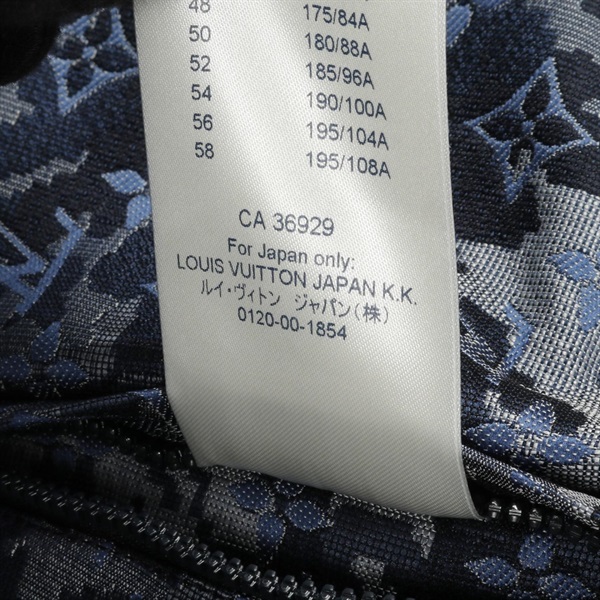 48 175/84A
50 180/88A
52 185/96A
54 190/100A
56 195/104A
58 195/108A
CA 36929
For Japan only:
LOUIS VUITTON JAPAN K.K.
ルイ・ヴィトン ジャパン(株)
0120-00-1854